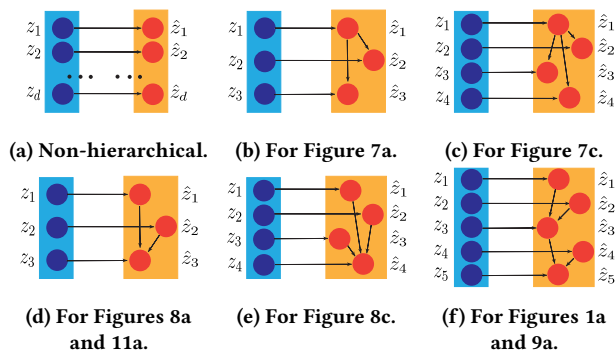 z₁ ẑ₁
z₂ ẑ₂
... ...
z_d ẑ_d
(a) Non-hierarchical.
z₁ ẑ₁
z₂ ẑ₂
z₃ ẑ₃
(b) For Figure 7a.
z₁ ẑ₁
z₂ ẑ₂
z₃ ẑ₃
z₄ ẑ₄
(c) For Figure 7c.
z₁ ẑ₁
z₂ ẑ₂
z₃ ẑ₃
(d) For Figures 8a
and 11a.
z₁ ẑ₁
z₂ ẑ₂
z₃ ẑ₃
z₄ ẑ₄
(e) For Figure 8c.
z₁ ẑ₁
z₂ ẑ₂
z₃ ẑ₃
z₄ ẑ₄
z₅ ẑ₅
(f) For Figures 1a
and 9a.